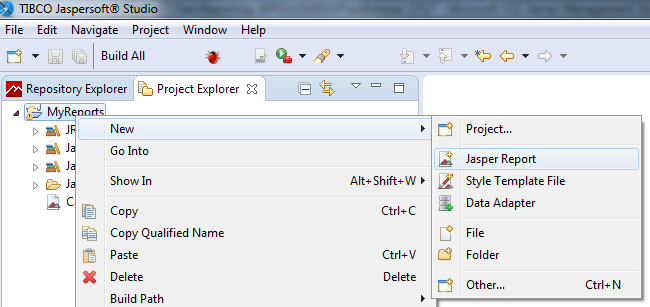 TIBCO Jaspersoft® Studio
File Edit Navigate Project Window Help
Build All
Repository Explorer Project Explorer
MyReports
JR
Ja
Ja
Ja
C
New
Go Into
Show In Alt+Shift+W
Copy Ctrl+C
Copy Qualified Name
Paste Ctrl+V
Delete Delete
Build Path
Project...
Jasper Report
Style Template File
Data Adapter
File
Folder
Other... Ctrl+N